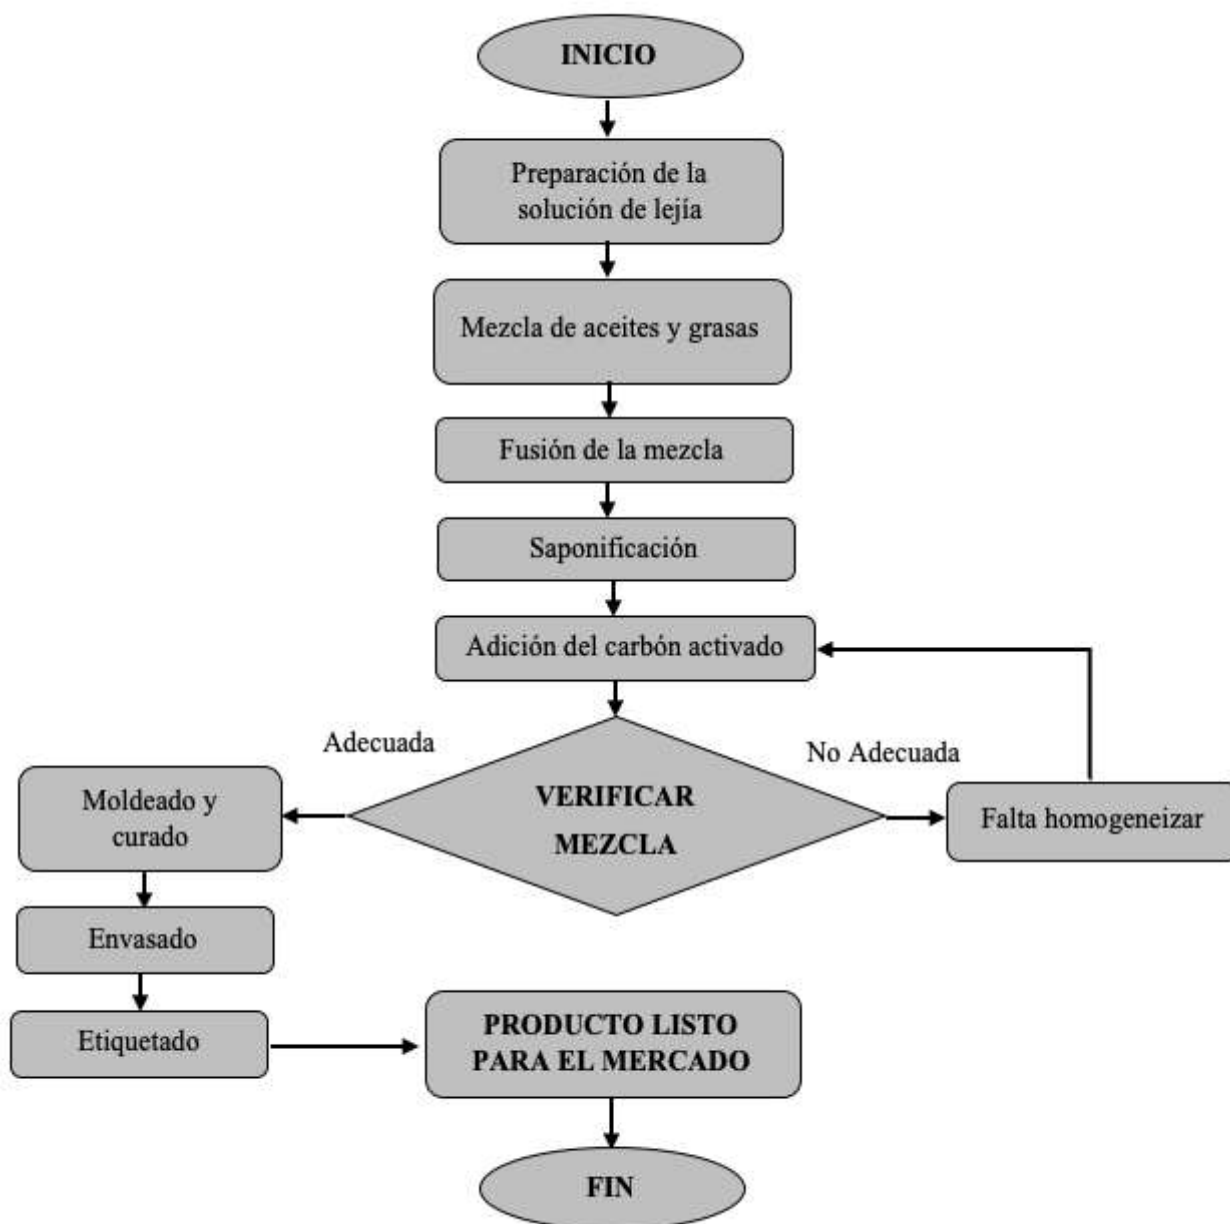 INICIO
Preparación de la
solución de lejía
Mezcla de aceites y grasas
Fusión de la mezcla
Saponificación
Adición del carbón activado
Adecuada
No Adecuada
VERIFICAR
MEZCLA
Moldeado y
curado
Falta homogeneizar
Envasado
Etiquetado
PRODUCTO LISTO
PARA EL MERCADO
FIN